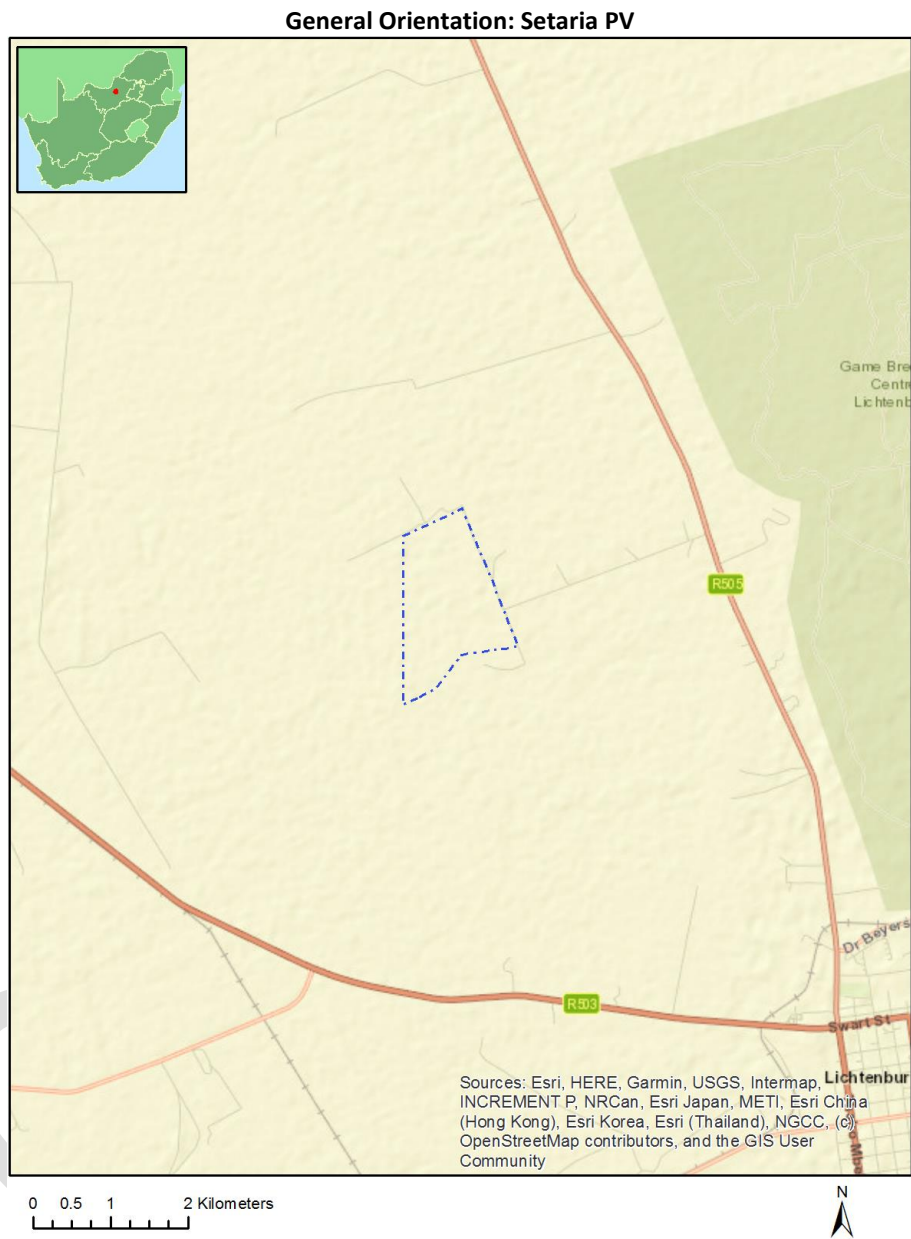 General Orientation: Setaria PV
Game Bre
Centr
Lichtenb
R505
Dr Beyers
R503
Swart St
Lichtenbur
Sources: Esri, HERE, Garmin, USGS, Intermap,
INCREMENT P, NRCan, Esri Japan, METI, Esri China
(Hong Kong), Esri Korea, Esri (Thailand), NGCC, (c)
OpenStreetMap contributors, and the GIS User
Community
0 0.5 1 2 Kilometers
N